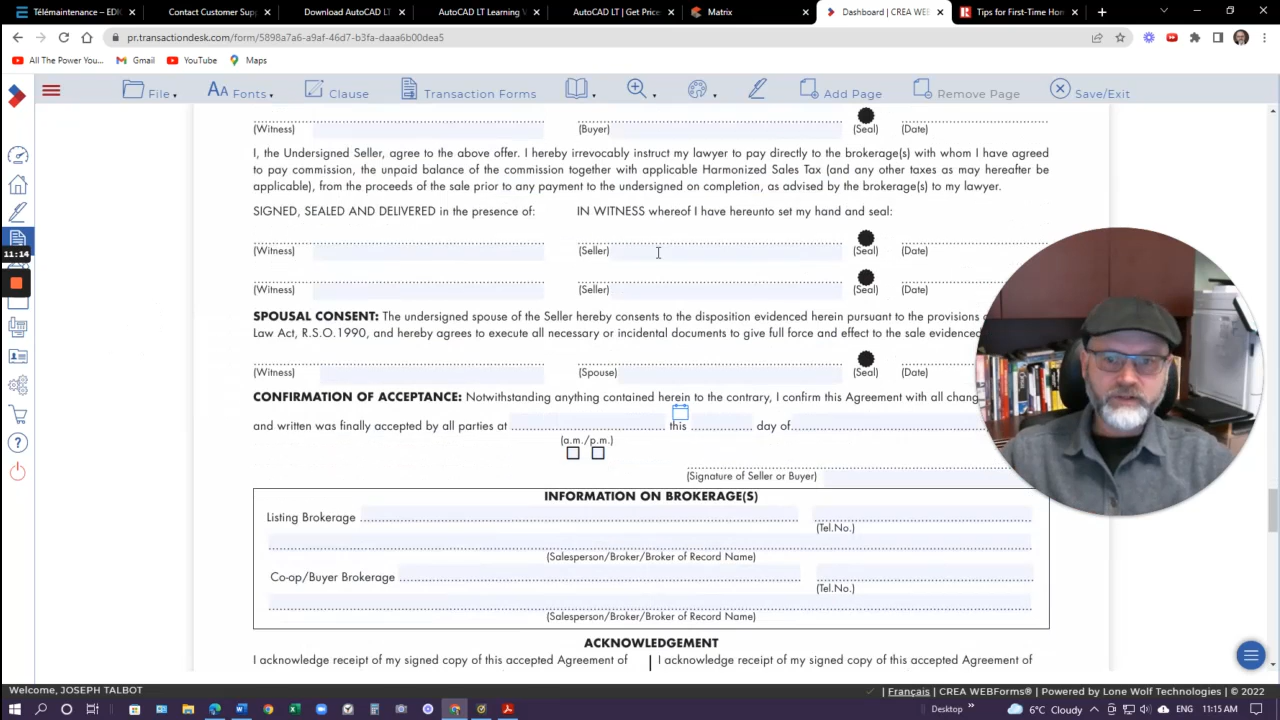 Télémaintenance – EDI
Contact Customer Supp
Download AutoCAD LT
AutoCAD LT Learning V
AutoCAD LT | Get Price
Matrix
Dashboard | CREA WEB
Tips for First-Time Hom
pr.transactiondesk.com/form/5898a7a6-a9af-46d7-b3fa-daaa6b00dea5
All The Power You...
Gmail
YouTube
Maps
File
Fonts
Clause
Transaction Forms
Add Page
Remove Page
Save/Exit
(Witness) (Buyer) (Seal) (Date)
I, the Undersigned Seller, agree to the above offer. I hereby irrevocably instruct my lawyer to pay directly to the brokerage(s) with whom I have agreed
to pay commission, the unpaid balance of the commission together with applicable Harmonized Sales Tax (and any other taxes as may hereafter be
applicable), from the proceeds of the sale prior to any payment to the undersigned on completion, as advised by the brokerage(s) to my lawyer.
SIGNED, SEALED AND DELIVERED in the presence of: IN WITNESS whereof I have hereunto set my hand and seal:
11:14
(Witness) (Seller) (Seal) (Date)
(Witness) (Seller) (Seal) (Date)
SPOUSAL CONSENT: The undersigned spouse of the Seller hereby consents to the disposition evidenced herein pursuant to the provisions
Law Act, R.S.O.1990, and hereby agrees to execute all necessary or incidental documents to give full force and effect to the sale evidenced
(Witness) (Spouse) (Seal) (Date)
CONFIRMATION OF ACCEPTANCE: Notwithstanding anything contained herein to the contrary, I confirm this Agreement with all chang
and written was finally accepted by all parties at this day of
(a.m./p.m.)
(Signature of Seller or Buyer)
INFORMATION ON BROKERAGE(S)
Listing Brokerage
(Tel.No.)
(Salesperson/Broker/Broker of Record Name)
Co-op/Buyer Brokerage
(Tel.No.)
(Salesperson/Broker/Broker of Record Name)
ACKNOWLEDGEMENT
I acknowledge receipt of my signed copy of this accepted Agreement of I acknowledge receipt of my signed copy of this accepted Agreement of
Welcome, JOSEPH TALBOT
| Français | CREA WEBForms® | Powered by Lone Wolf Technologies | © 2022
Desktop
6°C Cloudy
ENG
11:15 AM